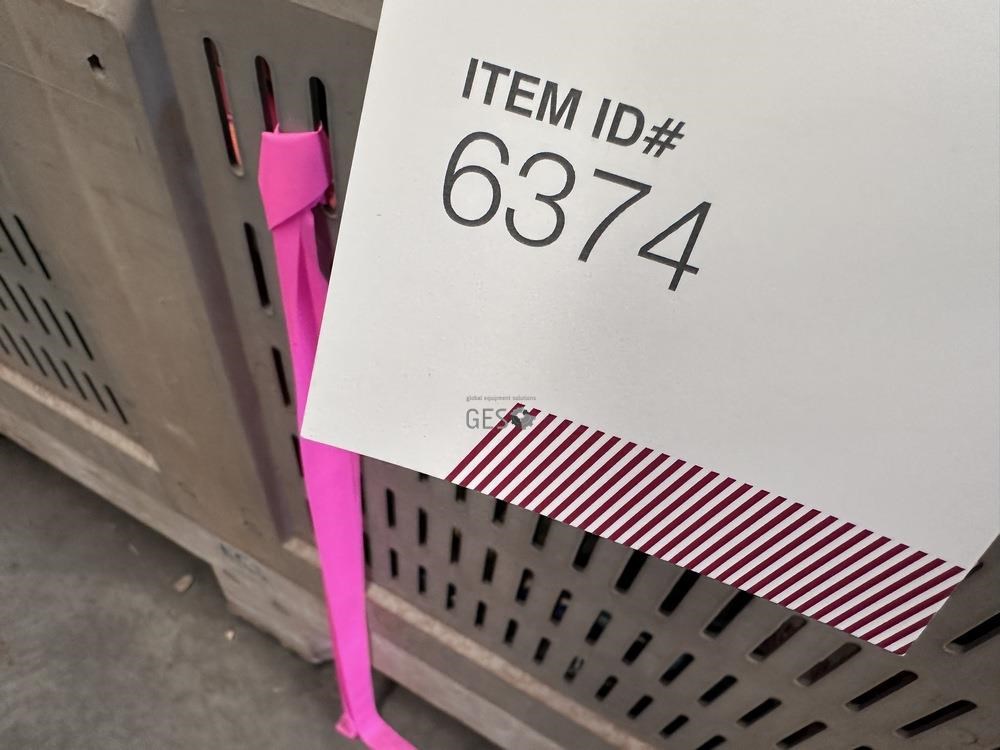 ITEM ID#
6374
global equipment solutions
GES